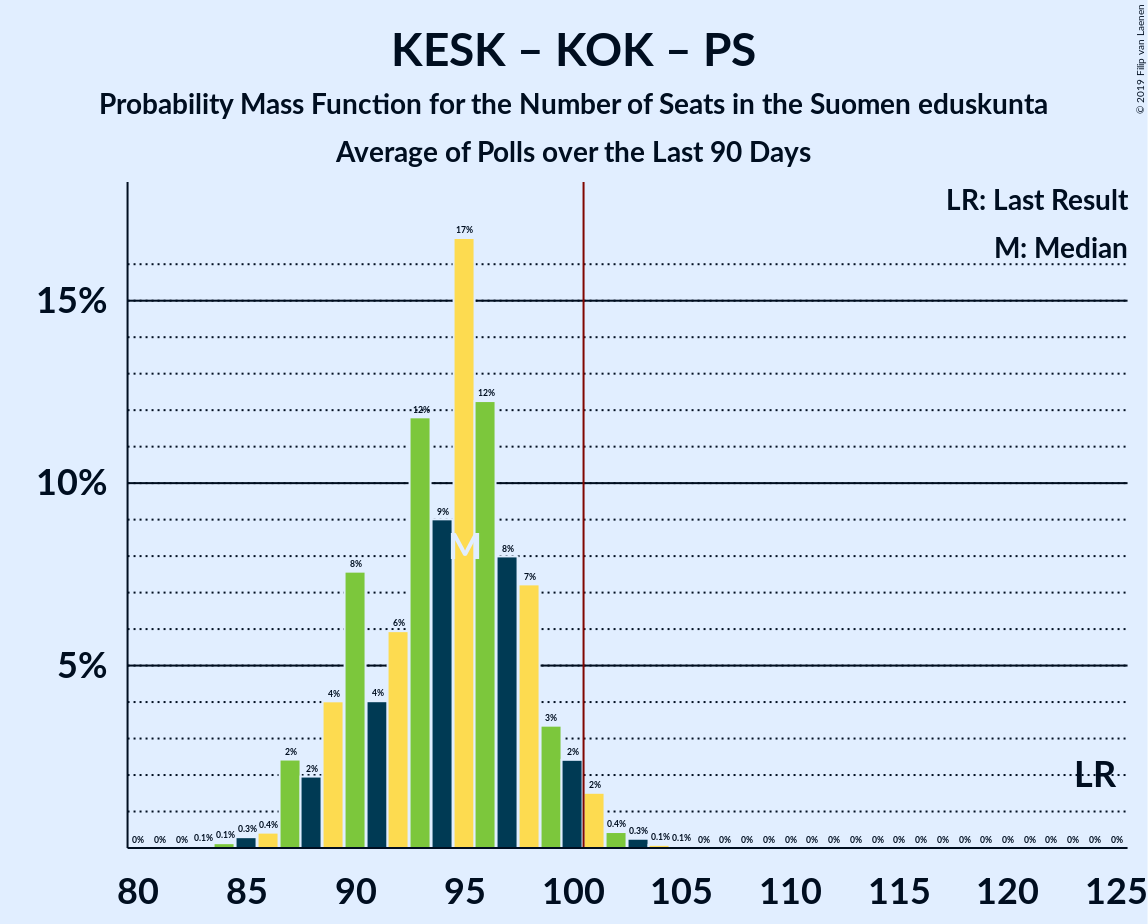 KESK – KOK – PS
Probability Mass Function for the Number of Seats in the Suomen eduskunta
Average of Polls over the Last 90 Days
© 2019 Filip van Laenen
LR: Last Result
M: Median
17%
15%
12% 12%
10%
9%
M
8% 8%
7%
6%
5%
4% 4%
3%
2% 2% 2% 2%
LR
0% 0% 0% 0.1% 0.1% 0.3% 0.4% 0.4% 0.3% 0.1% 0.1% 0% 0% 0% 0% 0% 0% 0% 0% 0% 0% 0% 0% 0% 0% 0% 0% 0% 0% 0% 0%
80 85 90 95 100 105 110 115 120 125